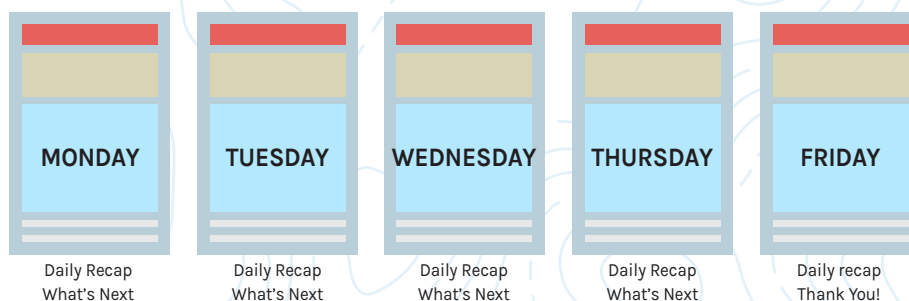 MONDAY
TUESDAY
WEDNESDAY
THURSDAY
FRIDAY
Daily Recap
What's Next
Daily Recap
What's Next
Daily Recap
What's Next
Daily Recap
What's Next
Daily recap
Thank You!